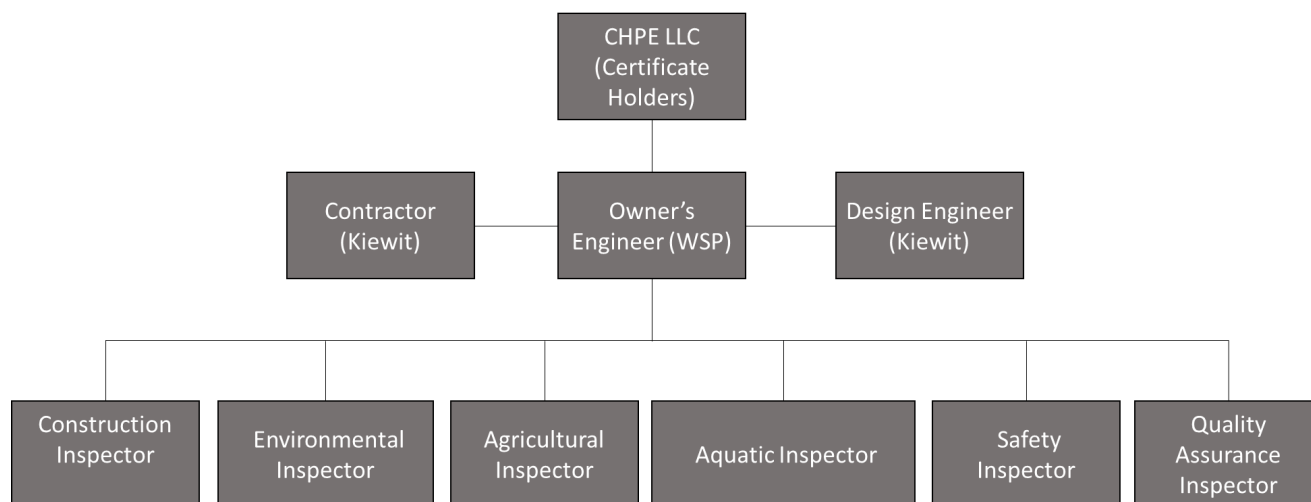 CHPE LLC
(Certificate
Holders)
Contractor
(Kiewit)
Owner’s
Engineer (WSP)
Design Engineer
(Kiewit)
Construction
Inspector
Environmental
Inspector
Agricultural
Inspector
Aquatic Inspector
Safety
Inspector
Quality
Assurance
Inspector